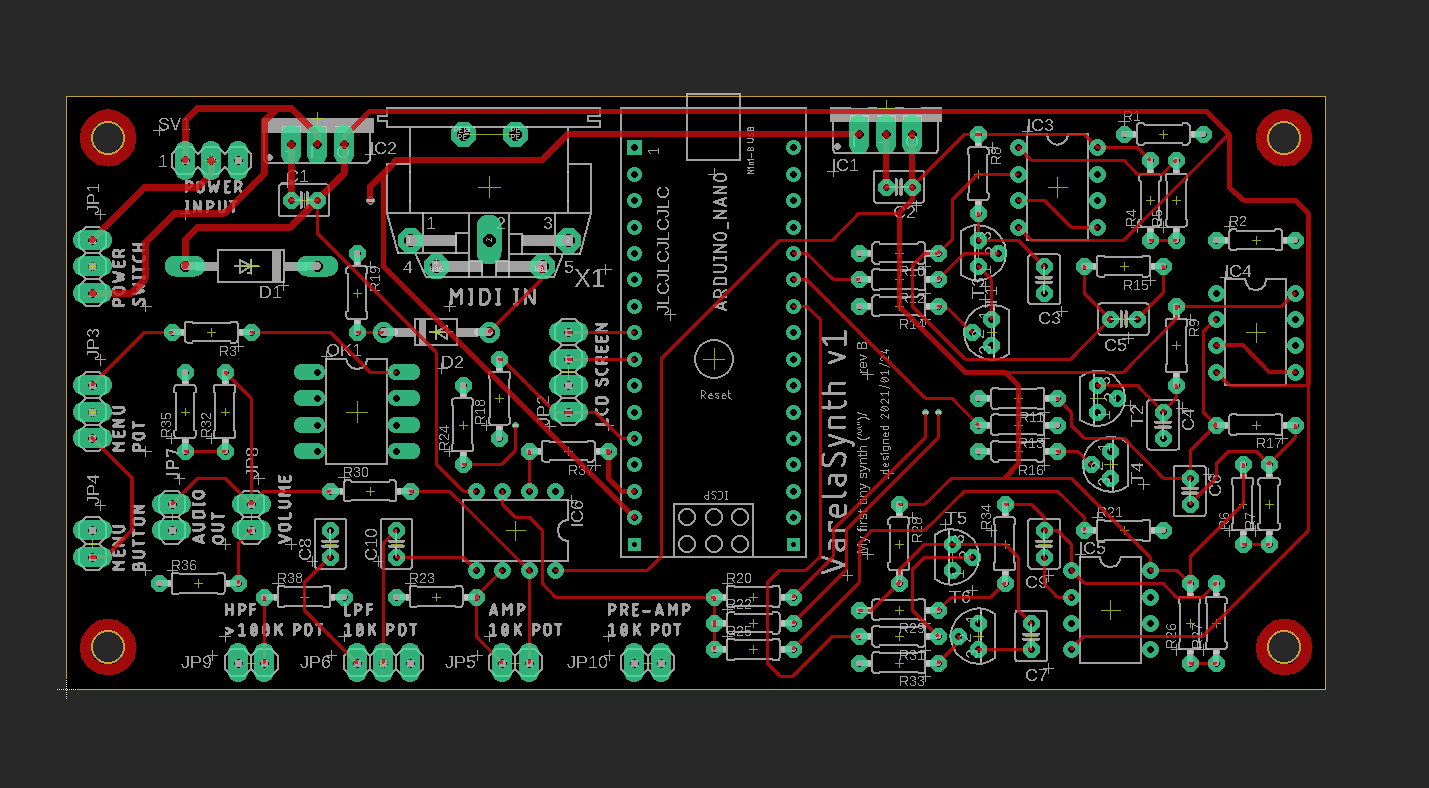 SV1
1
POWER
INPUT
IC2
C1
JP1
POWER
SWITCH
D1
R19
1
2
3
4
5
X1
MIDI IN
JP3
R3
MENU
POT
OK1
D2
R35
R32
R24
R18
JP2
LCD SCREEN
R37
JP4
MENU
BUTTON
JP7
AUDIO
OUT
JP8
VOLUME
R30
C8
C10
IC6
R36
R38
R23
HPF
>100K POT
JP9
LPF
10K POT
JP6
AMP
10K POT
JP5
PRE-AMP
10K POT
JP10
1
Mini-B USB
JLCJLCJLCJLC
ARDUINO_NANO
Reset
ICSP
VarelaSynth v1
rev B
My first tiny synth (^^)/
designed 2021/01/24
IC1
C2
R8
IC3
R1
R4
R5
R2
R12
R14
C3
R15
C5
R9
IC4
R11
R13
R16
T2
C4
R17
T4
C6
R6
R7
R28
T5
R34
C9
R21
IC5
R20
R22
R25
T6
R29
R31
R33
C7
R26
R27